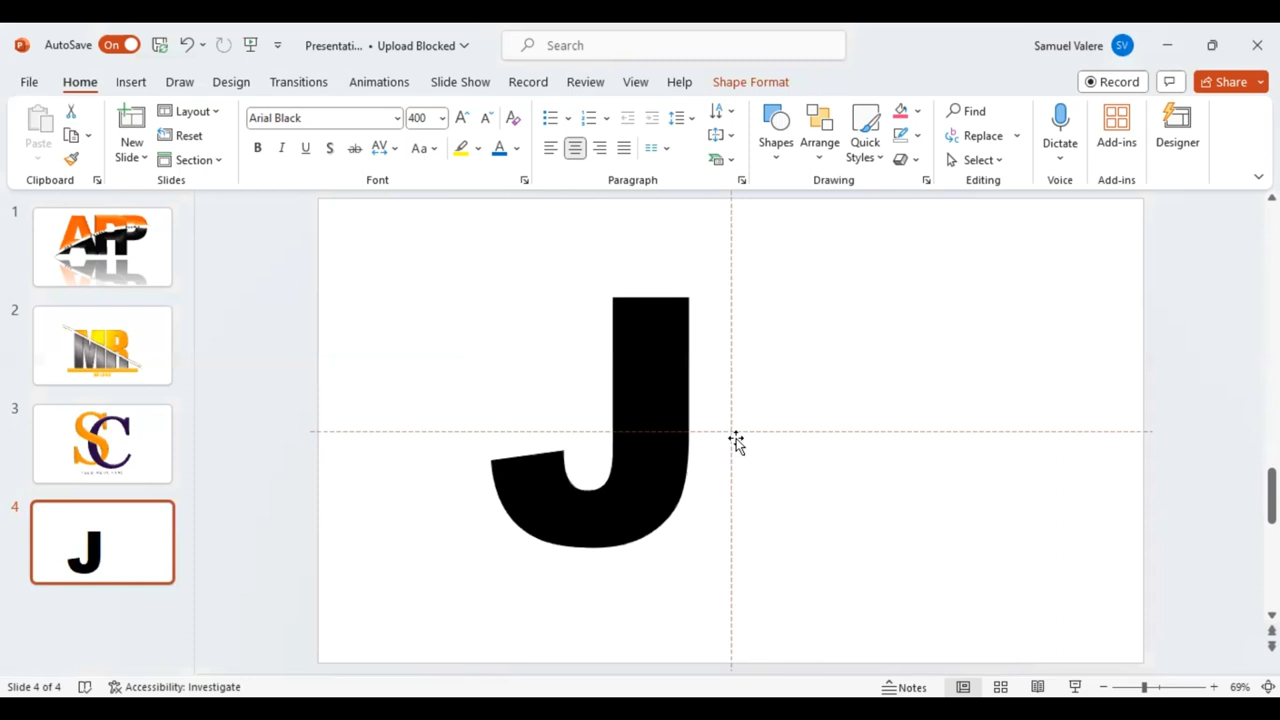 AutoSave On Presentati... • Upload Blocked Search Samuel Valere SV
File Home Insert Draw Design Transitions Animations Slide Show Record Review View Help Shape Format Record Share
Paste New Slide Layout Reset Section Arial Black 400 Shapes Arrange Quick Styles Find Replace Select Dictate Add-ins Designer
B I U S ab AV Aa A
Clipboard Slides Font Paragraph Drawing Editing Voice Add-ins
1
APP
2
MR
3
SC
4
J
J
Slide 4 of 4 Accessibility: Investigate Notes 69%